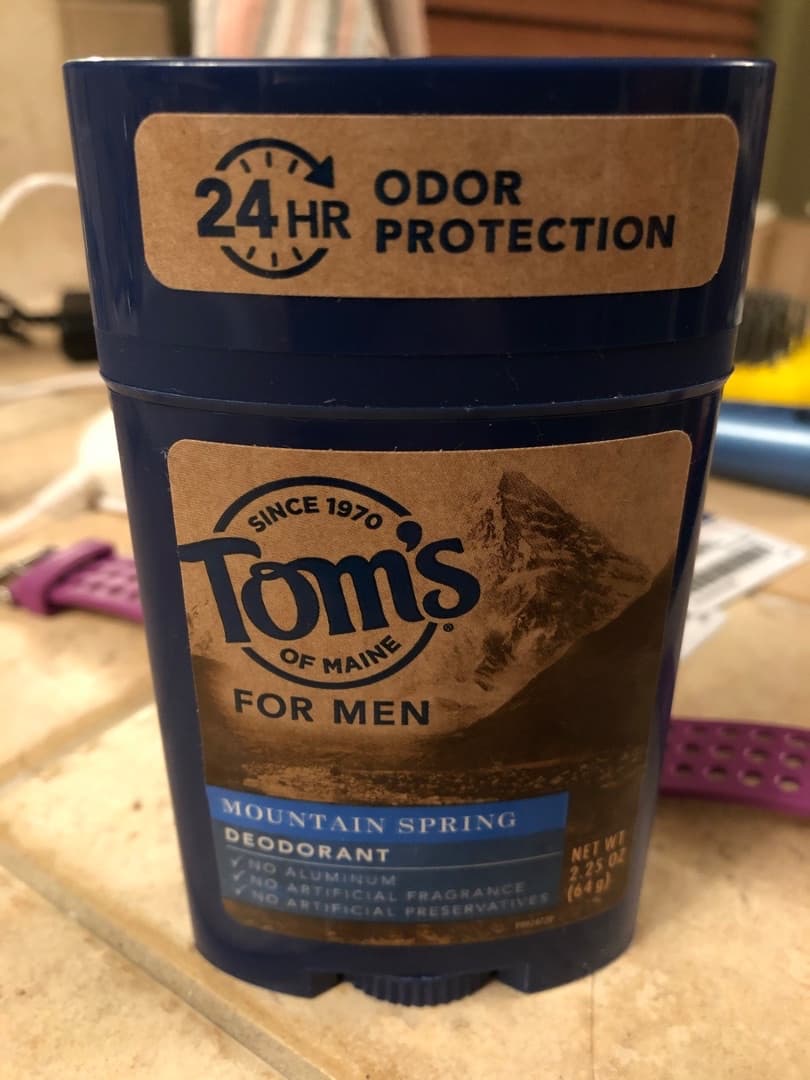 24 HR
ODOR
PROTECTION
SINCE 1970
Tom's®
OF MAINE
FOR MEN
MOUNTAIN SPRING
DEODORANT
✓NO ALUMINUM
✓NO ARTIFICIAL FRAGRANCE
✓NO ARTIFICIAL PRESERVATIVES
NET WT
2.25 OZ
(64g)